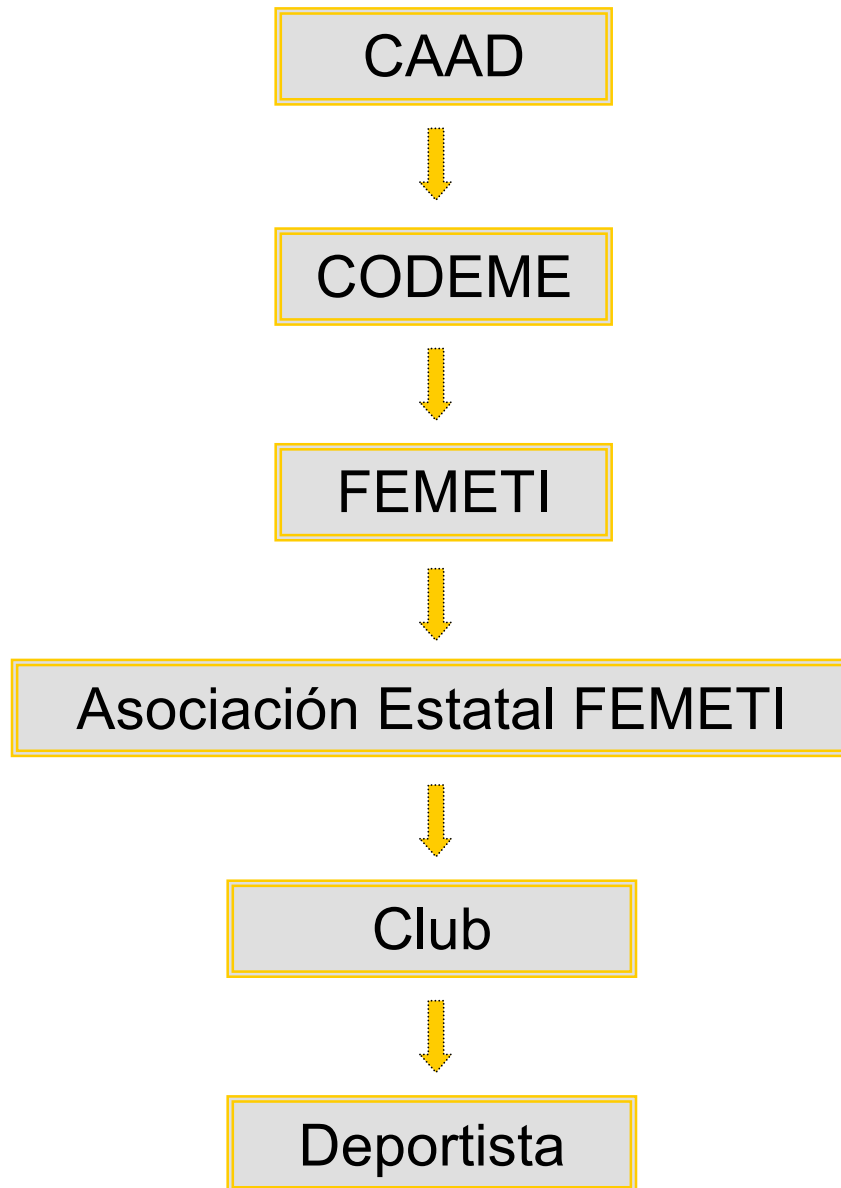 CAAD
CODEME
FEMETI
Asociación Estatal FEMETI
Club
Deportista